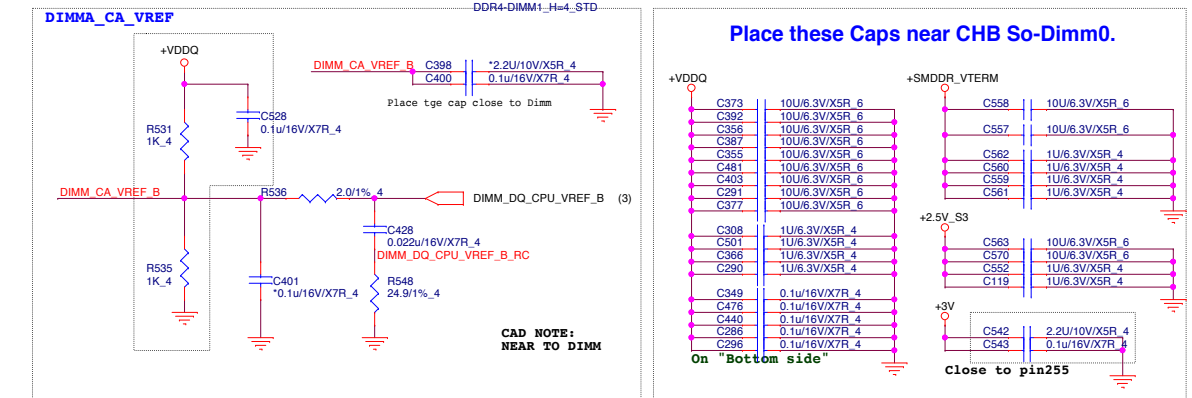 DDR4-DIMM1_H=4_STD
DIMMA_CA_VREF
+VDDQ
DIMM_CA_VREF_B
C398 *2.2U/10V/X5R_4
C400 0.1u/16V/X7R_4
Place tge cap close to Dimm
C528
0.1u/16V/X7R_4
R531
1K_4
DIMM_CA_VREF_B
R536 2.0/1%_4
DIMM_DQ_CPU_VREF_B (3)
C428
0.022u/16V/X7R_4
DIMM_DQ_CPU_VREF_B_RC
R535
1K_4
C401
*0.1u/16V/X7R_4
R548
24.9/1%_4
CAD NOTE:
NEAR TO DIMM
Place these Caps near CHB So-Dimm0.
+VDDQ
C373 10U/6.3V/X5R_6
C392 10U/6.3V/X5R_6
C356 10U/6.3V/X5R_6
C387 10U/6.3V/X5R_6
C355 10U/6.3V/X5R_6
C481 10U/6.3V/X5R_6
C403 10U/6.3V/X5R_6
C291 10U/6.3V/X5R_6
C377 10U/6.3V/X5R_6
C308 1U/6.3V/X5R_4
C501 1U/6.3V/X5R_4
C366 1U/6.3V/X5R_4
C290 1U/6.3V/X5R_4
C349 0.1u/16V/X7R_4
C476 0.1u/16V/X7R_4
C440 0.1u/16V/X7R_4
C286 0.1u/16V/X7R_4
C296 0.1u/16V/X7R_4
On "Bottom side"
+SMDDR_VTERM
C558 10U/6.3V/X5R_6
C557 10U/6.3V/X5R_6
C562 1U/6.3V/X5R_4
C560 1U/6.3V/X5R_4
C559 1U/6.3V/X5R_4
C561 1U/6.3V/X5R_4
+2.5V_S3
C563 10U/6.3V/X5R_6
C570 10U/6.3V/X5R_6
C552 1U/6.3V/X5R_4
C119 1U/6.3V/X5R_4
+3V
C542 2.2U/10V/X5R_4
C543 0.1u/16V/X7R_4
Close to pin255